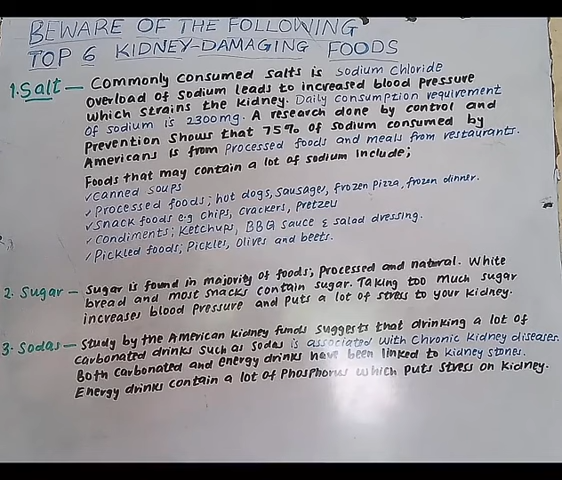 BEWARE OF THE FOLLOWING
TOP 6 KIDNEY-DAMAGING FOODS
1. Salt — Commonly consumed salts is sodium chloride
overload of sodium leads to increased blood pressure
which strains the kidney. Daily consumption requirement
of sodium is 2300mg. A research done by control and
Prevention shows that 75% of sodium consumed by
Americans is from processed foods and meals from restaurants.
Foods that may contain a lot of sodium include;
✓ Canned soups
✓ Processed foods; hot dogs, sausage, frozen pizza, frozen dinner.
✓ Snack foods e.g chips, crackers, pretzels
✓ Condiments; Ketchups, BBQ sauce & salad dressing.
✓ Pickled foods; Pickles, olives and beets.
2. Sugar — Sugar is found in majority of foods; processed and natural. White
bread and most snacks contain sugar. Taking too much sugar
increases blood pressure and puts a lot of stress to your kidney.
3. Sodas — Study by the American kidney funds suggests that drinking a lot of
carbonated drinks such as sodas is associated with chronic kidney diseases.
Both carbonated and energy drinks have been linked to kidney stones.
Energy drinks contain a lot of phosphorus which puts stress on kidney.